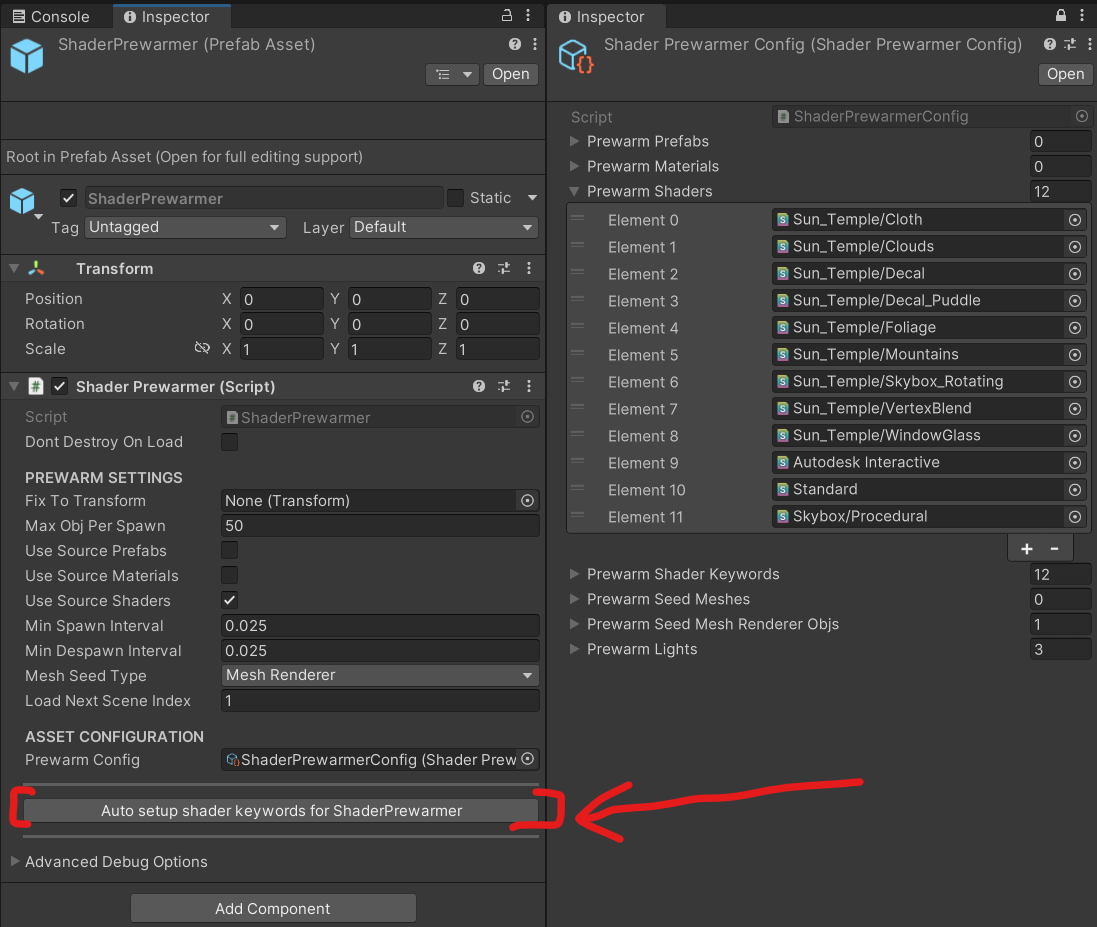 Console
Inspector
ShaderPrewarmer (Prefab Asset)
Open
Root in Prefab Asset (Open for full editing support)
ShaderPrewarmer
Static
Tag
Untagged
Layer
Default
Transform
Position X 0 Y 0 Z 0
Rotation X 0 Y 0 Z 0
Scale X 1 Y 1 Z 1
# Shader Prewarmer (Script)
Script # ShaderPrewarmer
Dont Destroy On Load
PREWARM SETTINGS
Fix To Transform None (Transform)
Max Obj Per Spawn 50
Use Source Prefabs
Use Source Materials
Use Source Shaders
Min Spawn Interval 0.025
Min Despawn Interval 0.025
Mesh Seed Type Mesh Renderer
Load Next Scene Index 1
ASSET CONFIGURATION
Prewarm Config ShaderPrewarmerConfig (Shader Prew
Auto setup shader keywords for ShaderPrewarmer
Advanced Debug Options
Add Component
Inspector
Shader Prewarmer Config (Shader Prewarmer Config)
Open
Script # ShaderPrewarmerConfig
Prewarm Prefabs 0
Prewarm Materials 0
Prewarm Shaders 12
Element 0 S Sun_Temple/Cloth
Element 1 S Sun_Temple/Clouds
Element 2 S Sun_Temple/Decal
Element 3 S Sun_Temple/Decal_Puddle
Element 4 S Sun_Temple/Foliage
Element 5 S Sun_Temple/Mountains
Element 6 S Sun_Temple/Skybox_Rotating
Element 7 S Sun_Temple/VertexBlend
Element 8 S Sun_Temple/WindowGlass
Element 9 S Autodesk Interactive
Element 10 S Standard
Element 11 S Skybox/Procedural
+ -
Prewarm Shader Keywords 12
Prewarm Seed Meshes 0
Prewarm Seed Mesh Renderer Objs 1
Prewarm Lights 3